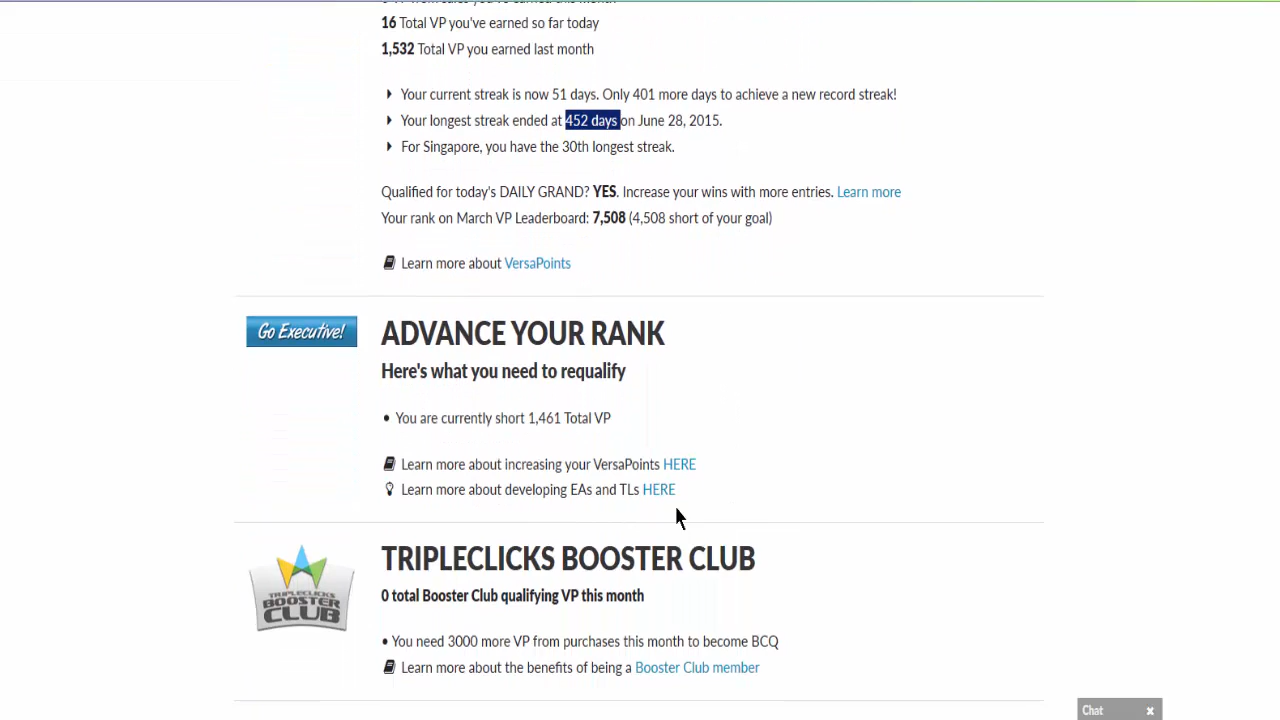 16 Total VP you've earned so far today
1,532 Total VP you earned last month
Your current streak is now 51 days. Only 401 more days to achieve a new record streak!
Your longest streak ended at 452 days on June 28, 2015.
For Singapore, you have the 30th longest streak.
Qualified for today's DAILY GRAND? YES. Increase your wins with more entries. Learn more
Your rank on March VP Leaderboard: 7,508 (4,508 short of your goal)
Learn more about VersaPoints
Go Executive!
ADVANCE YOUR RANK
Here's what you need to requalify
• You are currently short 1,461 Total VP
Learn more about increasing your VersaPoints HERE
Learn more about developing EAs and TLs HERE
TRIPLECLICKS
BOOSTER
CLUB
TRIPLECLICKS BOOSTER CLUB
0 total Booster Club qualifying VP this month
• You need 3000 more VP from purchases this month to become BCQ
Learn more about the benefits of being a Booster Club member
Chat